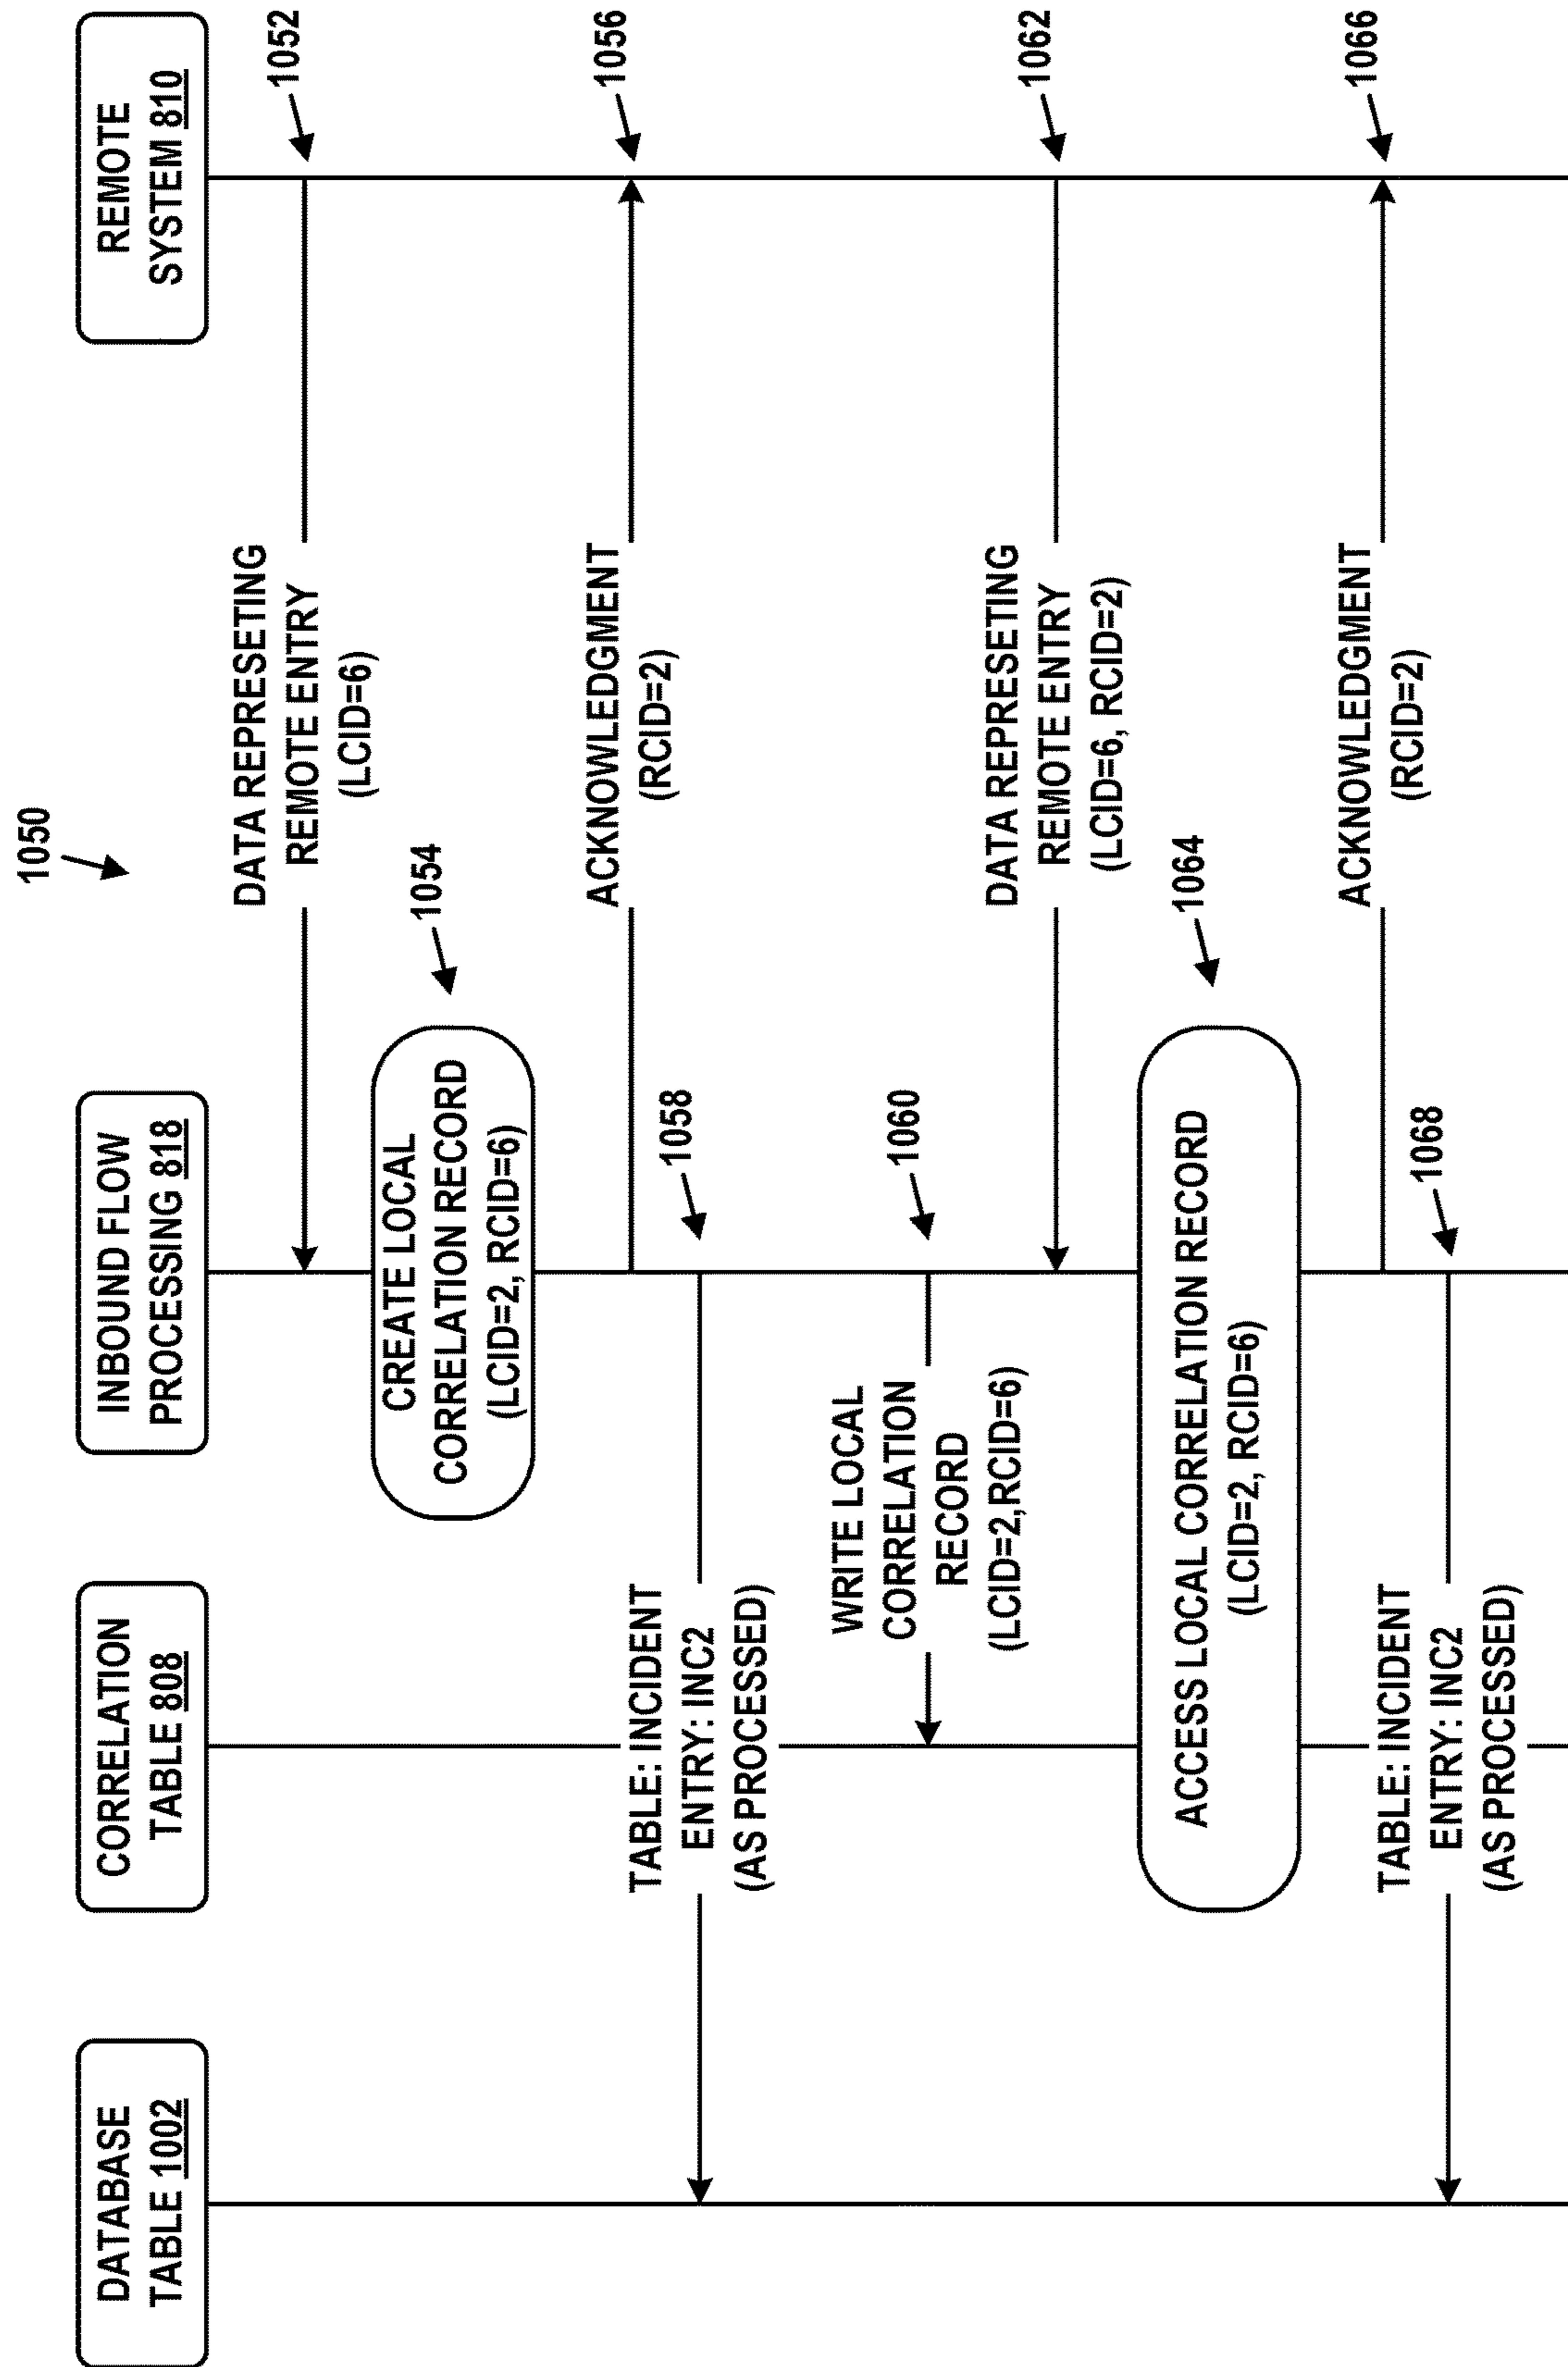 1050
DATABASE
TABLE 1002
CORRELATION
TABLE 808
INBOUND FLOW
PROCESSING 818
REMOTE
SYSTEM 810
1052
DATA REPRESETING
REMOTE ENTRY
(LCID=6)
1054
CREATE LOCAL
CORRELATION RECORD
(LCID=2, RCID=6)
1056
ACKNOWLEDGMENT
(RCID=2)
1058
TABLE: INCIDENT
ENTRY: INC2
(AS PROCESSED)
1060
WRITE LOCAL
CORRELATION
RECORD
(LCID=2,RCID=6)
1062
DATA REPRESETING
REMOTE ENTRY
(LCID=6, RCID=2)
1064
ACCESS LOCAL CORRELATION RECORD
(LCID=2, RCID=6)
1066
ACKNOWLEDGMENT
(RCID=2)
1068
TABLE: INCIDENT
ENTRY: INC2
(AS PROCESSED)